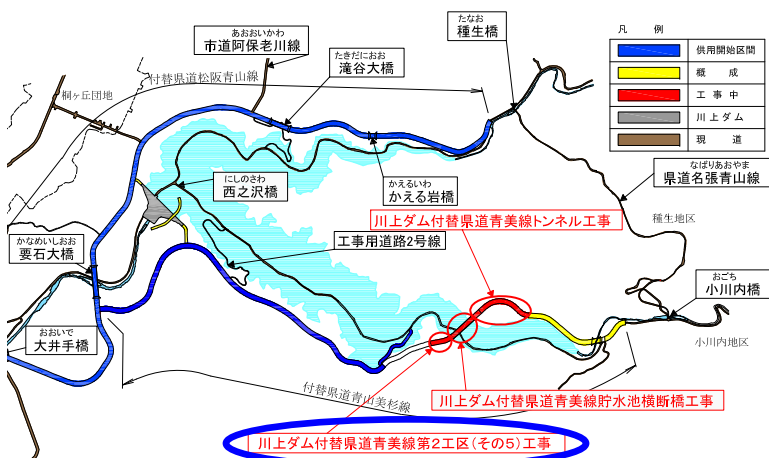 凡 例
供用開始区間
概 成
工 事 中
川上ダム
現 道
あおおいかわ
市道阿保老川線
たきだにおお
滝谷大橋
たなお
種生橋
付替県道松阪青山線
桐ヶ丘団地
かえるいわ
かえる岩橋
なばりあおやま
県道名張青山線
にしのさわ
西之沢橋
種生地区
川上ダム付替県道青美線トンネル工事
工事用道路2号線
かなめいしおお
要石大橋
おごち
小川内橋
おおいで
大井手橋
小川内地区
付替県道青山美杉線
川上ダム付替県道青美線貯水池横断橋工事
川上ダム付替県道青美線第2工区(その5)工事